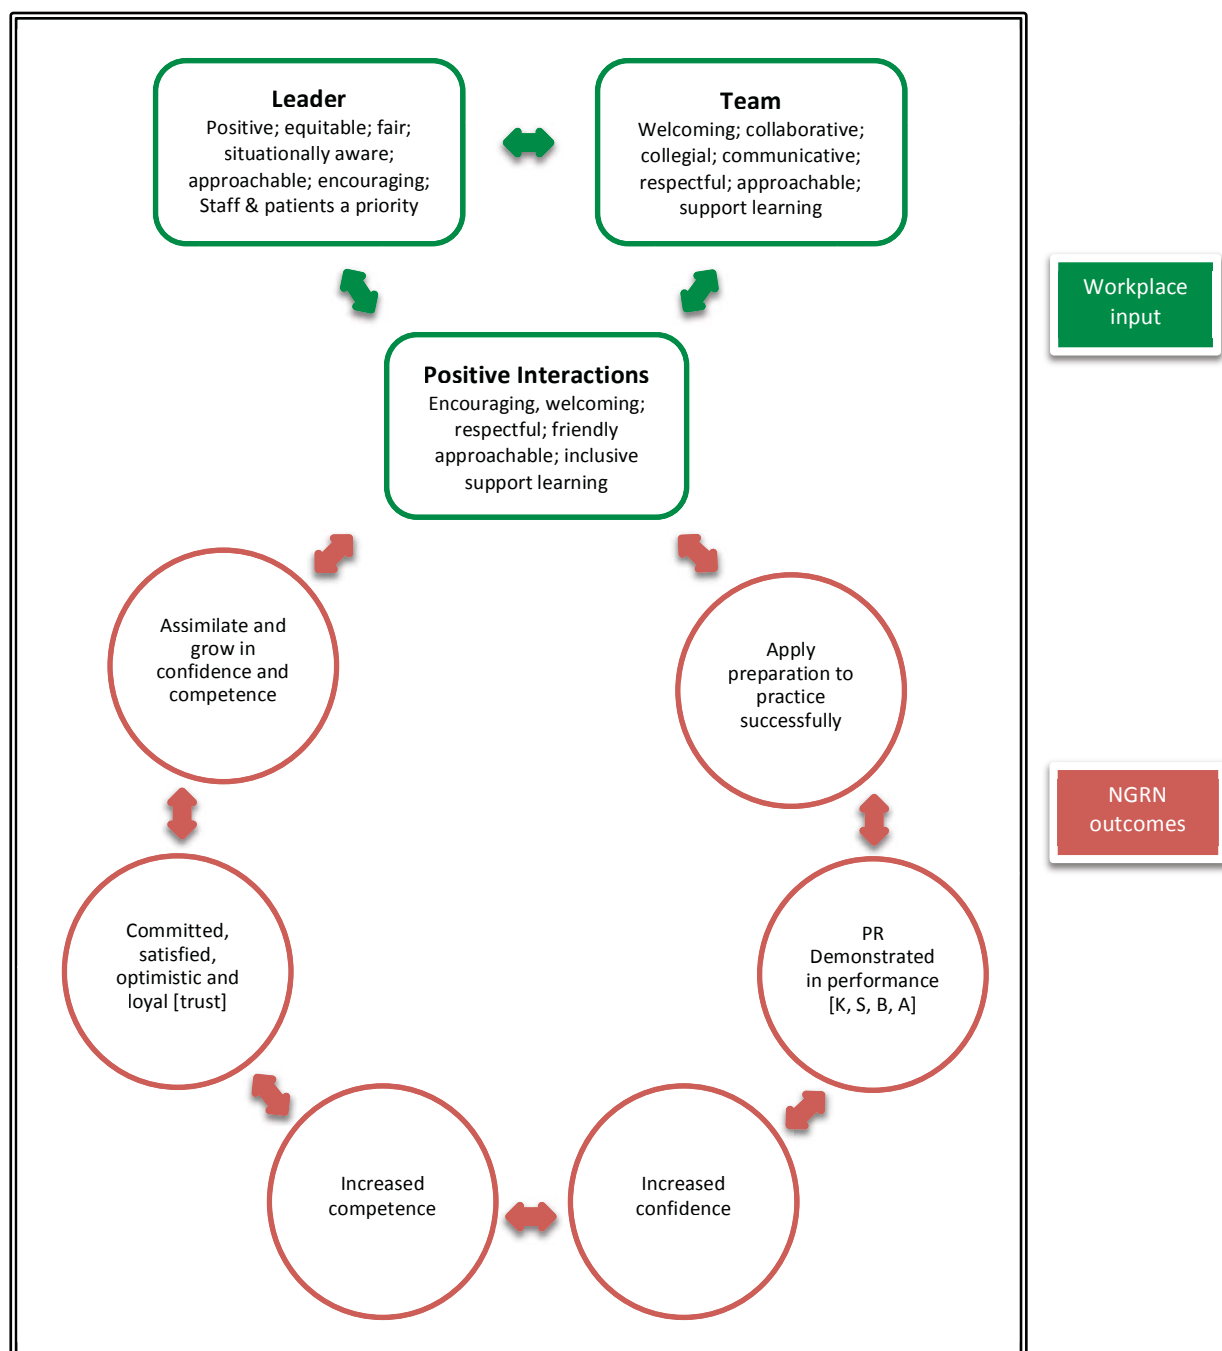 Leader
Positive; equitable; fair;
situationally aware;
approachable; encouraging;
Staff & patients a priority
Team
Welcoming; collaborative;
collegial; communicative;
respectful; approachable;
support learning
Workplace
input
Positive Interactions
Encouraging, welcoming;
respectful; friendly
approachable; inclusive
support learning
Assimilate and
grow in
confidence and
competence
Apply
preparation to
practice
successfully
NGRN
outcomes
Committed,
satisfied,
optimistic and
loyal [trust]
PR
Demonstrated
in performance
[K, S, B, A]
Increased
competence
Increased
confidence